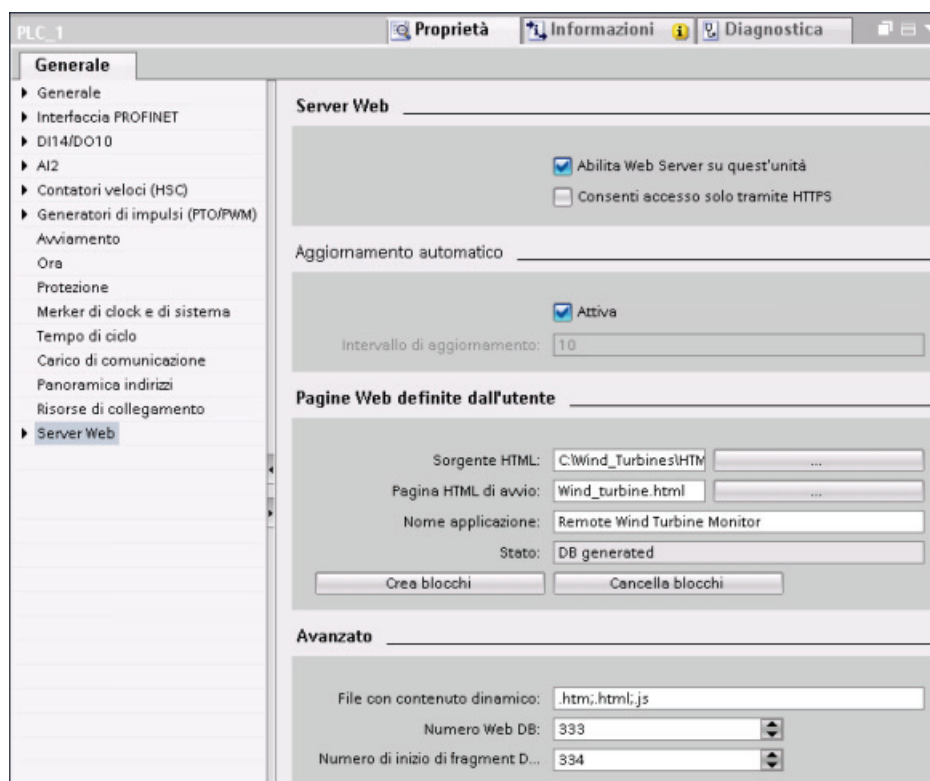 PLC_1
Proprietà
Informazioni
Diagnostica
Generale
Generale
Interfaccia PROFINET
DI14/DO10
AI2
Contatori veloci (HSC)
Generatori di impulsi (PTO/PWM)
Avviamento
Ora
Protezione
Merker di clock e di sistema
Tempo di ciclo
Carico di comunicazione
Panoramica indirizzi
Risorse di collegamento
Server Web
Server Web
Abilita Web Server su quest'unità
Consenti accesso solo tramite HTTPS
Aggiornamento automatico
Attiva
Intervallo di aggiornamento: 10
Pagine Web definite dall'utente
Sorgente HTML: C:\Wind_Turbines\HTM ...
Pagina HTML di avvio: Wind_turbine.html ...
Nome applicazione: Remote Wind Turbine Monitor
Stato: DB generated
Crea blocchi Cancella blocchi
Avanzato
File con contenuto dinamico: .htm;.html;.js
Numero Web DB: 333
Numero di inizio di fragment D... 334